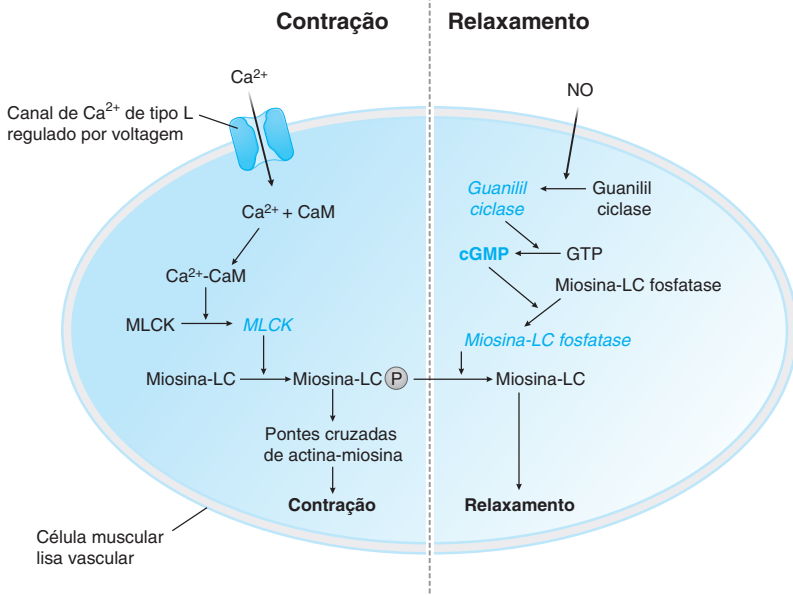 Contração
Relaxamento
Ca²⁺
Canal de Ca²⁺ de tipo L
regulado por voltagem
NO
Guanilil
ciclase
Guanilil
ciclase
Ca²⁺ + CaM
cGMP
GTP
Ca²⁺-CaM
Miosina-LC fosfatase
MLCK
MLCK
Miosina-LC fosfatase
Miosina-LC
Miosina-LC P
Miosina-LC
Pontes cruzadas
de actina-miosina
Contração
Relaxamento
Célula muscular
lisa vascular